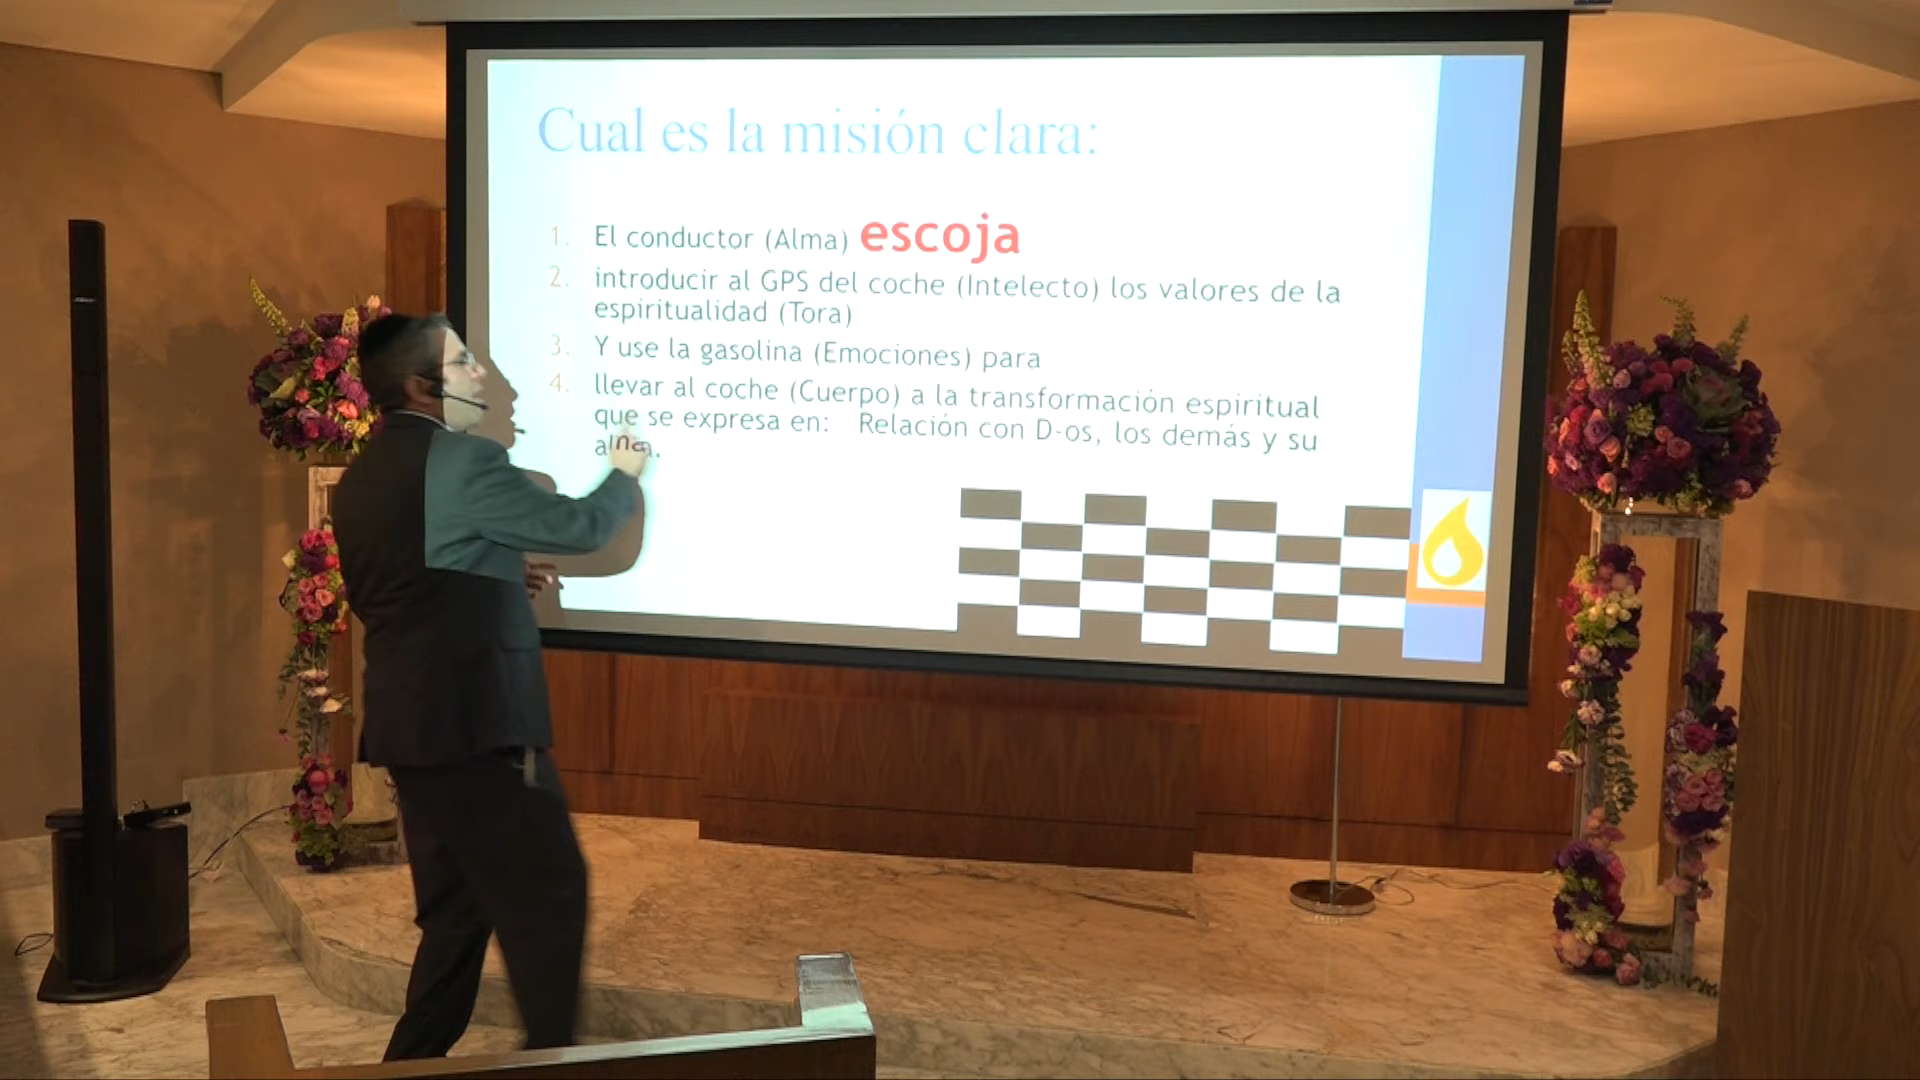 Cual es la misión clara:
1. El conductor (Alma) escoja
2. introducir al GPS del coche (Intelecto) los valores de la
espiritualidad (Tora)
3. Y use la gasolina (Emociones) para
4. llevar al coche (Cuerpo) a la transformación espiritual
que se expresa en: Relación con D-os, los demás y su